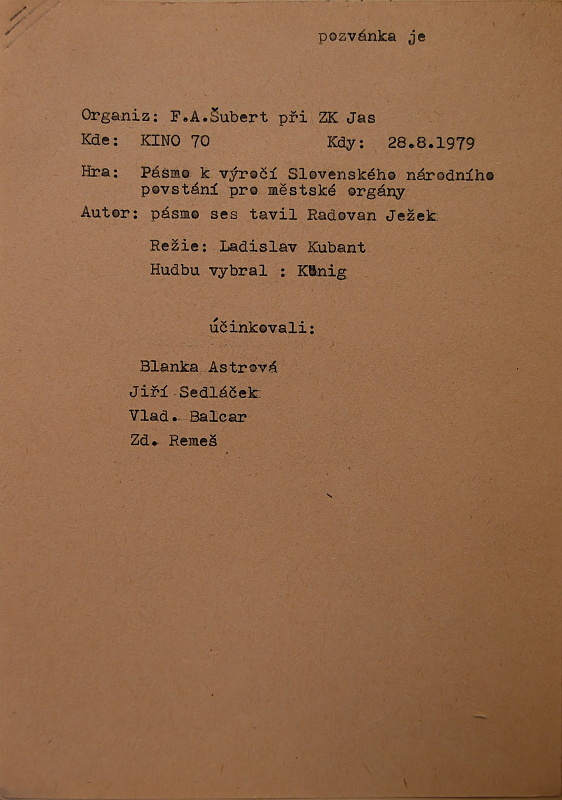 pozvánka je
Organiz: F.A.Šubert při ZK Jas
Kde: KINO 70 Kdy: 28.8.1979
Hra: Pásmo k výročí Slovenského národního
povstání pro městské orgány
Autor: pásmo ses tavil Radovan Ježek
Režie: Ladislav Kubant
Hudbu vybral : König
účinkovali:
Blanka Astrová
Jiří Sedláček
Vlad. Balcar
Zd. Remeš